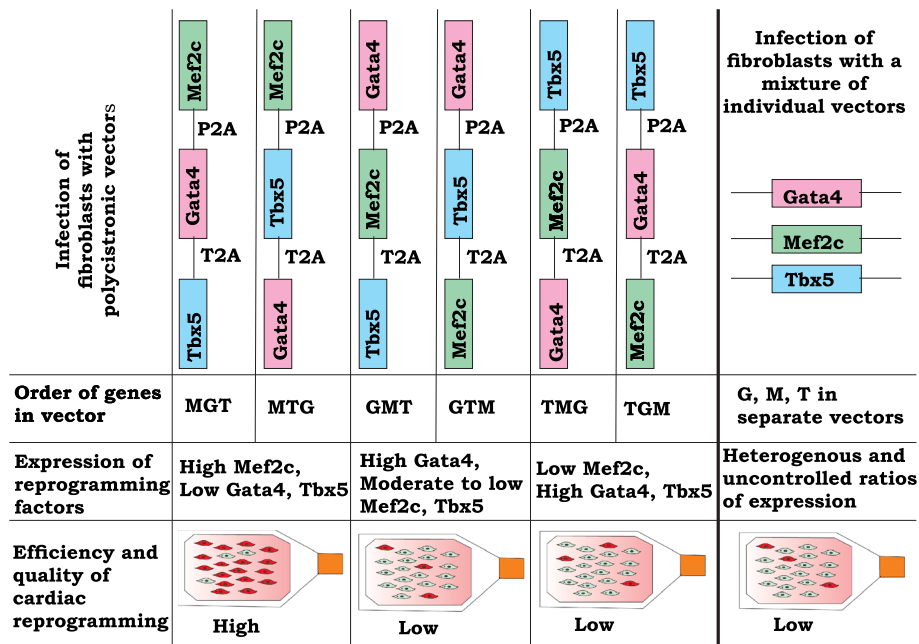 Infection of
fibroblasts with
polycistronic vectors
Mef2c
P2A
Gata4
T2A
Tbx5
Mef2c
P2A
Tbx5
T2A
Gata4
Gata4
P2A
Mef2c
T2A
Tbx5
Gata4
P2A
Tbx5
T2A
Mef2c
Tbx5
P2A
Mef2c
T2A
Gata4
Tbx5
P2A
Gata4
T2A
Mef2c
Infection of
fibroblasts with a
mixture of
individual vectors
Gata4
Mef2c
Tbx5
Order of genes
in vector
MGT
MTG
GMT
GTM
TMG
TGM
G, M, T in
separate vectors
Expression of
reprogramming
factors
High Mef2c,
Low Gata4, Tbx5
High Gata4,
Moderate to low
Mef2c, Tbx5
Low Mef2c,
High Gata4, Tbx5
Heterogenous and
uncontrolled ratios
of expression
Efficiency and
quality of
cardiac
reprogramming
High
Low
Low
Low